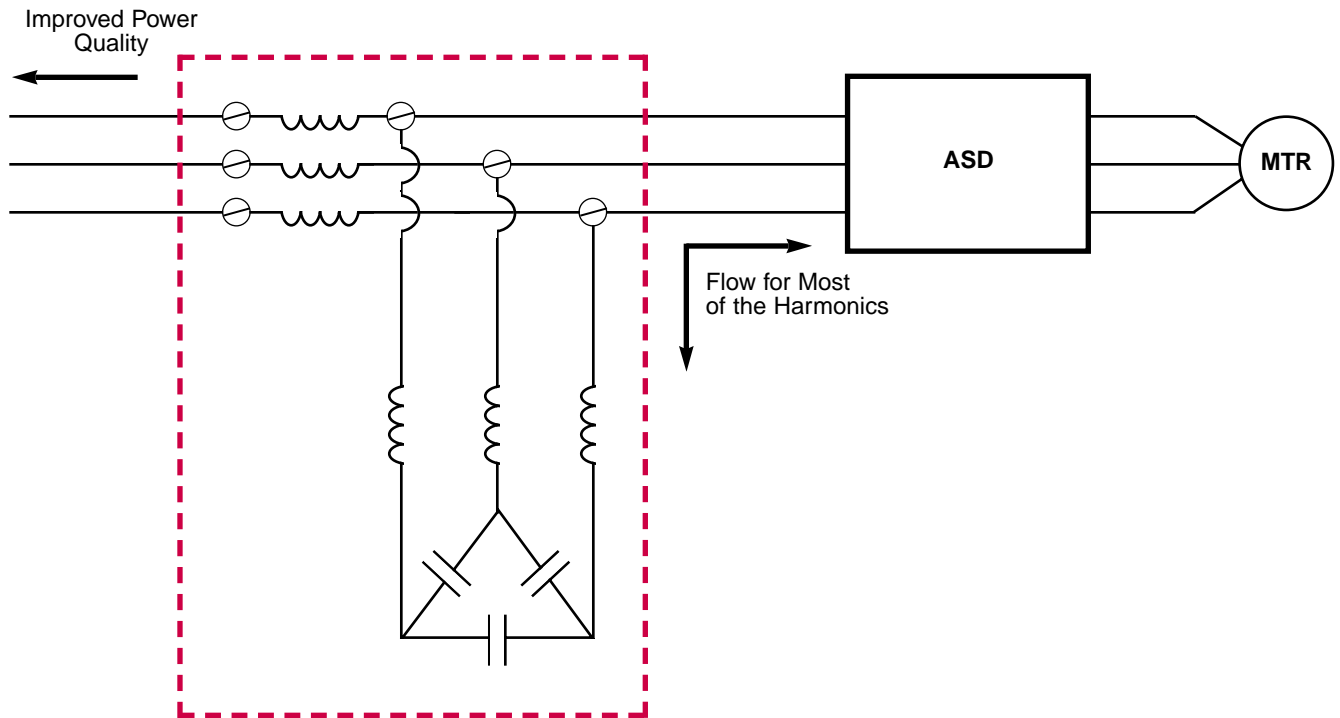 Improved Power
Quality
ASD
MTR
Flow for Most
of the Harmonics